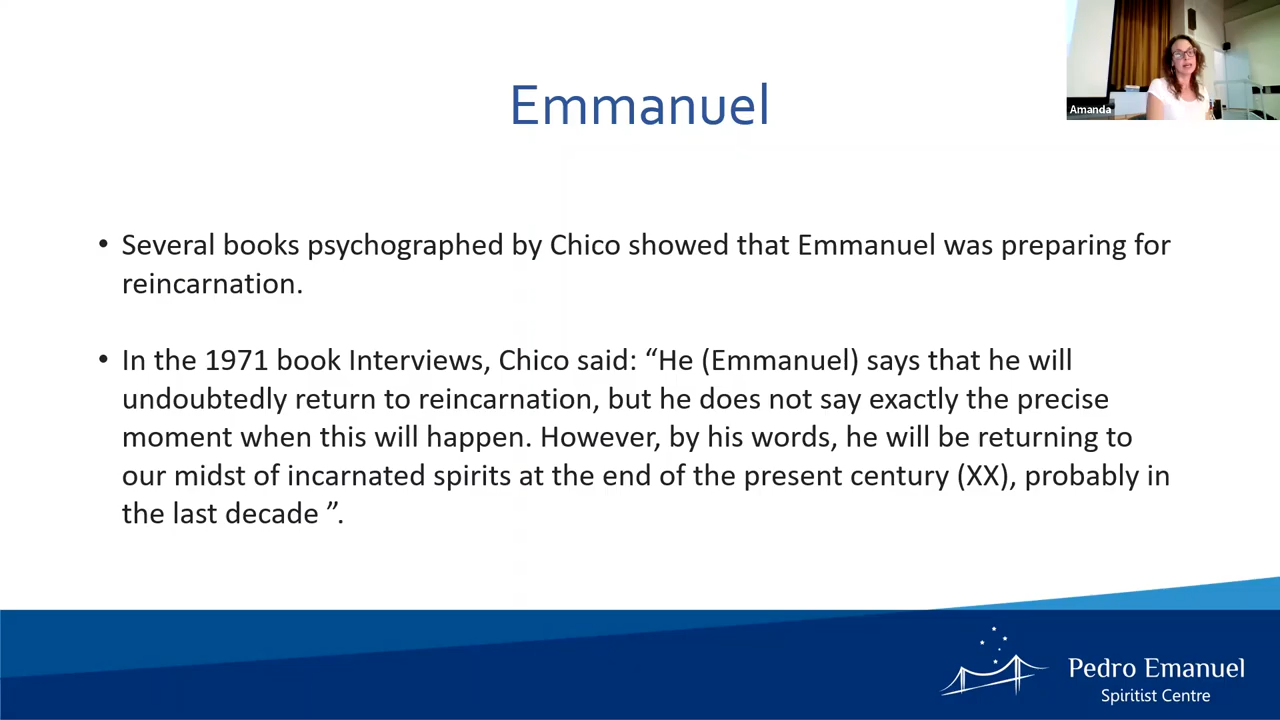 Amanda
Emmanuel
• Several books psychographed by Chico showed that Emmanuel was preparing for
reincarnation.
• In the 1971 book Interviews, Chico said: “He (Emmanuel) says that he will
undoubtedly return to reincarnation, but he does not say exactly the precise
moment when this will happen. However, by his words, he will be returning to
our midst of incarnated spirits at the end of the present century (XX), probably in
the last decade ”.
Pedro Emanuel
Spiritist Centre